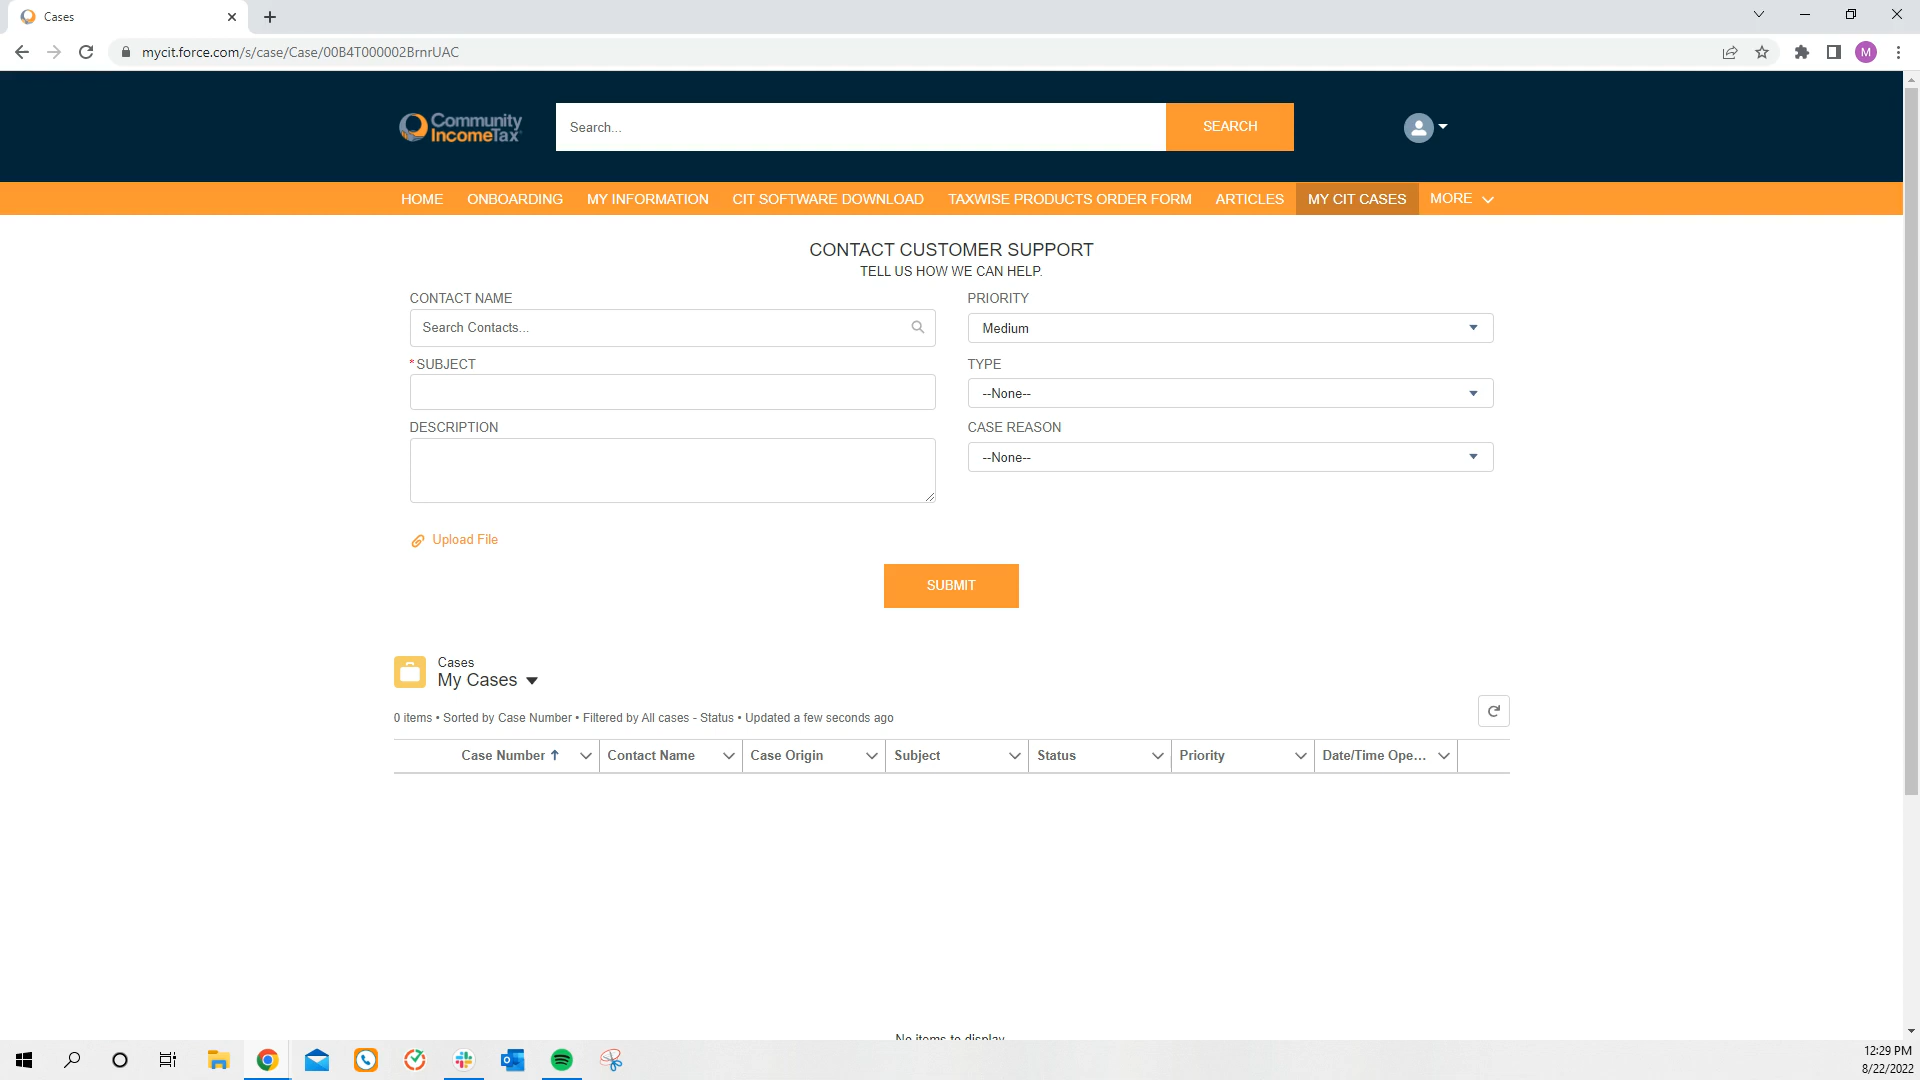 Cases
mycit.force.com/s/case/Case/00B4T000002BrnrUAC
M
Community
IncomeTax
Search...
SEARCH
HOME ONBOARDING MY INFORMATION CIT SOFTWARE DOWNLOAD TAXWISE PRODUCTS ORDER FORM ARTICLES MY CIT CASES MORE
CONTACT CUSTOMER SUPPORT
TELL US HOW WE CAN HELP.
CONTACT NAME
Search Contacts...
PRIORITY
Medium
*SUBJECT
TYPE
--None--
DESCRIPTION
CASE REASON
--None--
Upload File
SUBMIT
Cases
My Cases
0 items • Sorted by Case Number • Filtered by All cases - Status • Updated a few seconds ago
Case Number Contact Name Case Origin Subject Status Priority Date/Time Ope...
No items to display
12:29 PM
8/22/2022